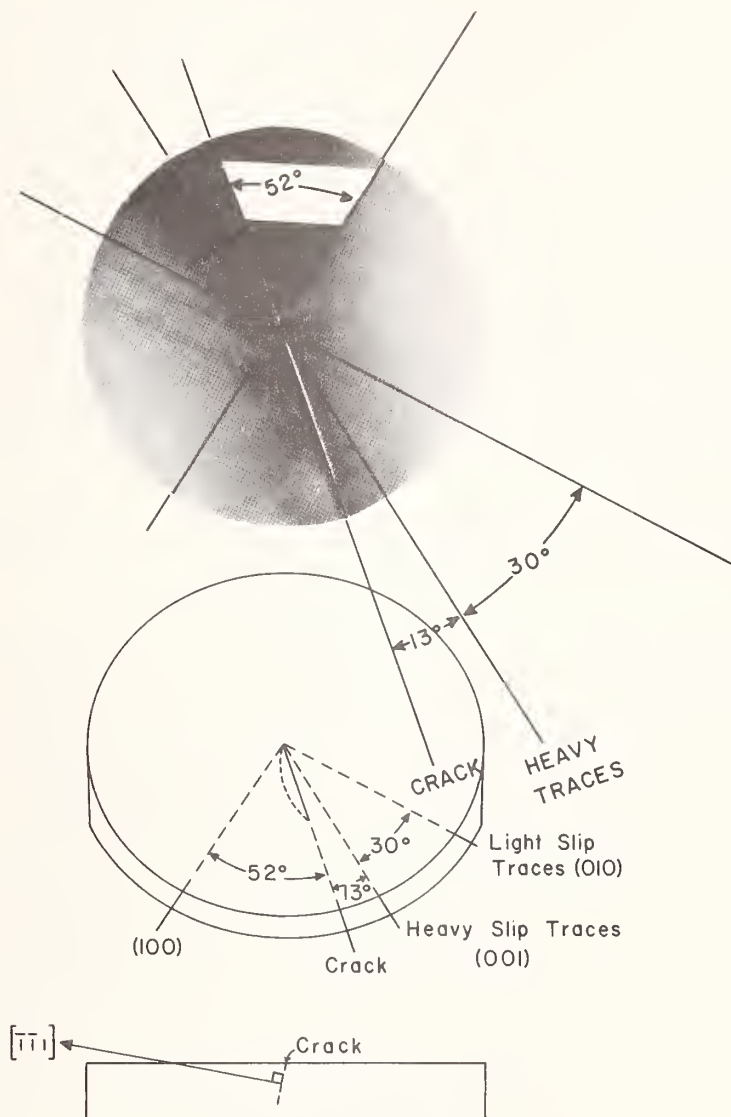 52°
30°
13°
CRACK
HEAVY
TRACES
30°
Light Slip
Traces (010)
52°
13°
(100)
Heavy Slip Traces
(001)
Crack
[1̅1̅1]
Crack